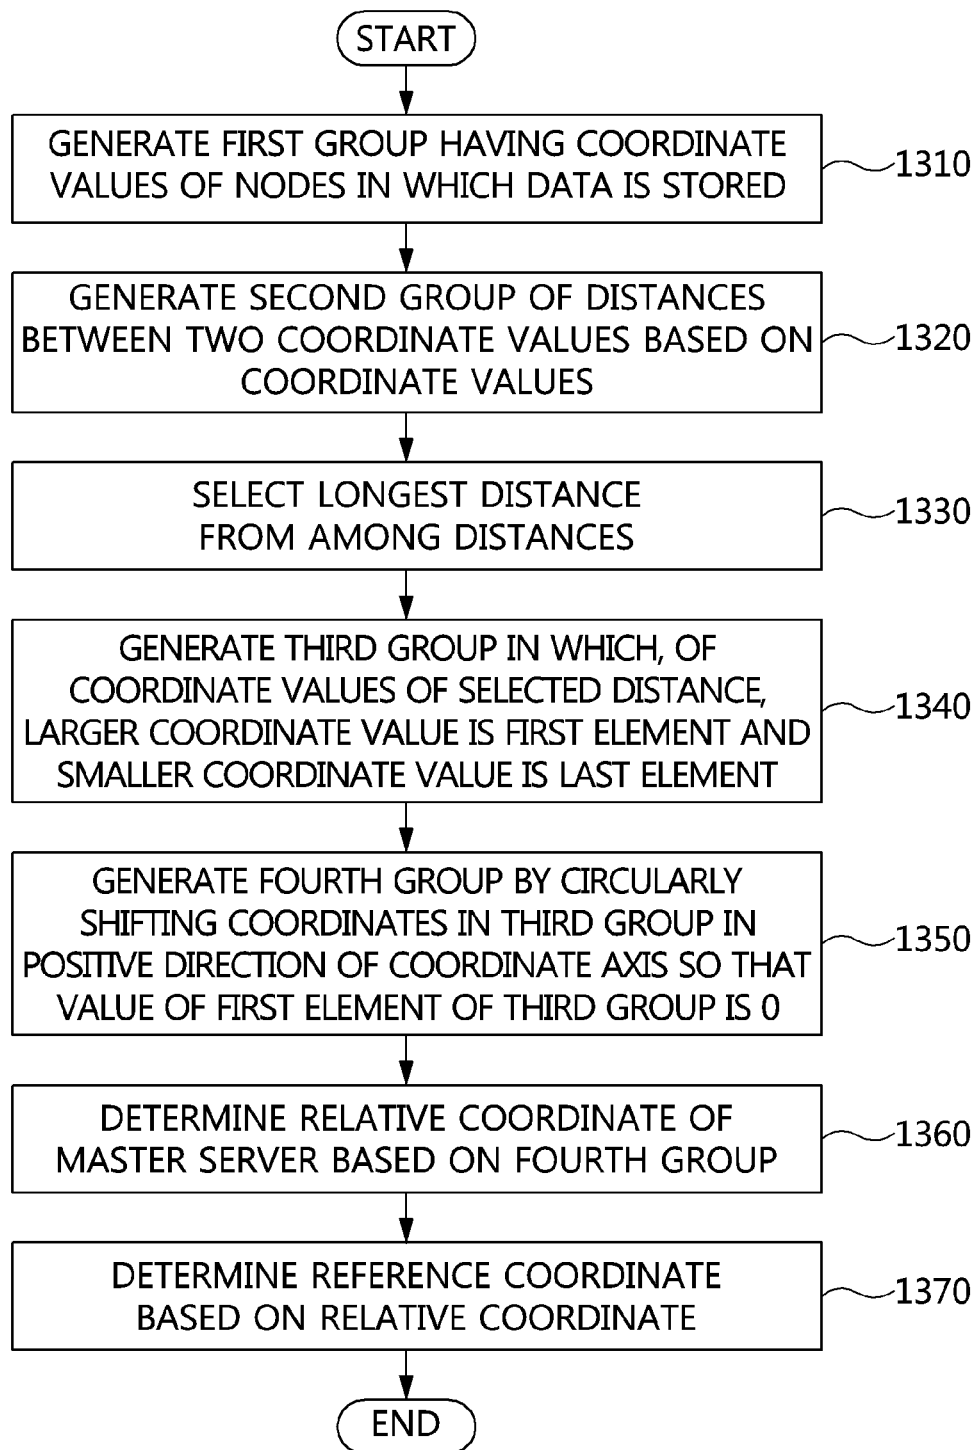 START
GENERATE FIRST GROUP HAVING COORDINATE
VALUES OF NODES IN WHICH DATA IS STORED
1310
GENERATE SECOND GROUP OF DISTANCES
BETWEEN TWO COORDINATE VALUES BASED ON
COORDINATE VALUES
1320
SELECT LONGEST DISTANCE
FROM AMONG DISTANCES
1330
GENERATE THIRD GROUP IN WHICH, OF
COORDINATE VALUES OF SELECTED DISTANCE,
LARGER COORDINATE VALUE IS FIRST ELEMENT AND
SMALLER COORDINATE VALUE IS LAST ELEMENT
1340
GENERATE FOURTH GROUP BY CIRCULARLY
SHIFTING COORDINATES IN THIRD GROUP IN
POSITIVE DIRECTION OF COORDINATE AXIS SO THAT
VALUE OF FIRST ELEMENT OF THIRD GROUP IS 0
1350
DETERMINE RELATIVE COORDINATE OF
MASTER SERVER BASED ON FOURTH GROUP
1360
DETERMINE REFERENCE COORDINATE
BASED ON RELATIVE COORDINATE
1370
END